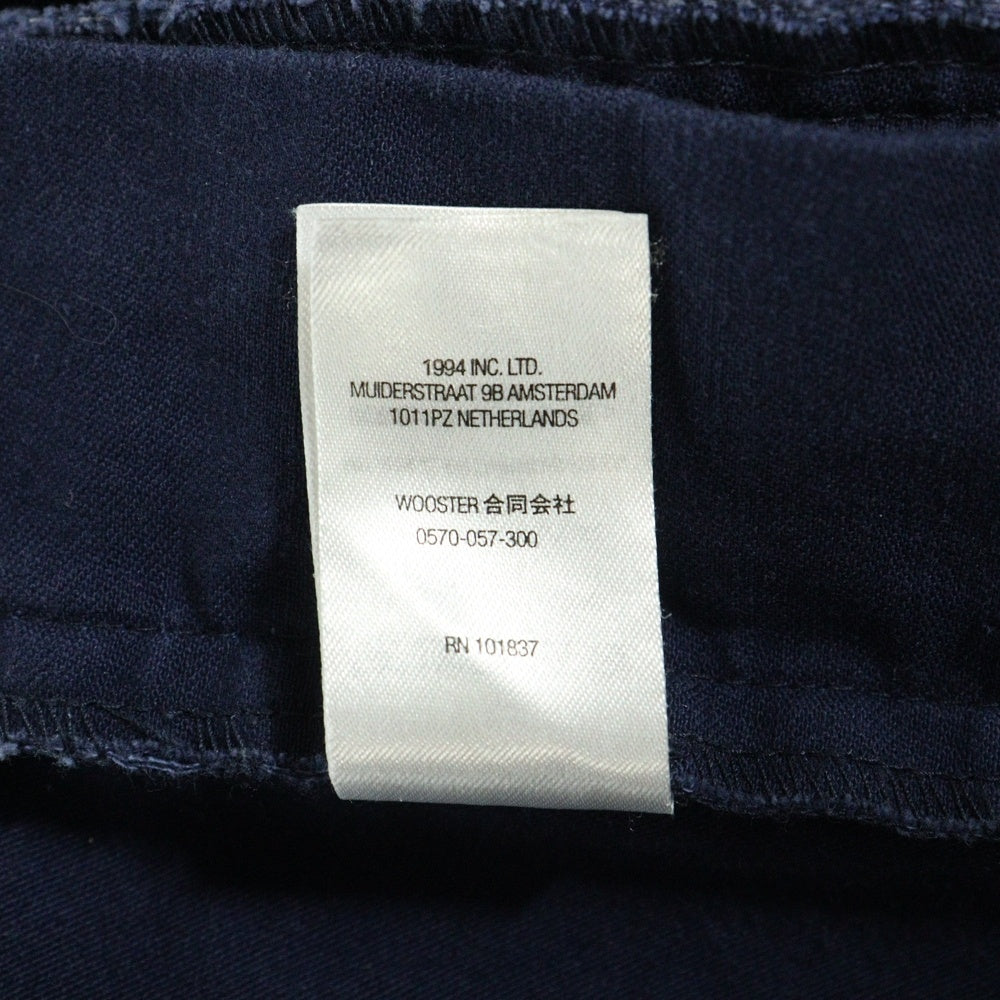 1994 INC. LTD.
MUIDERSTRAAT 9B AMSTERDAM
1011PZ NETHERLANDS
WOOSTER 合同会社
0570-057-300
RN 101837